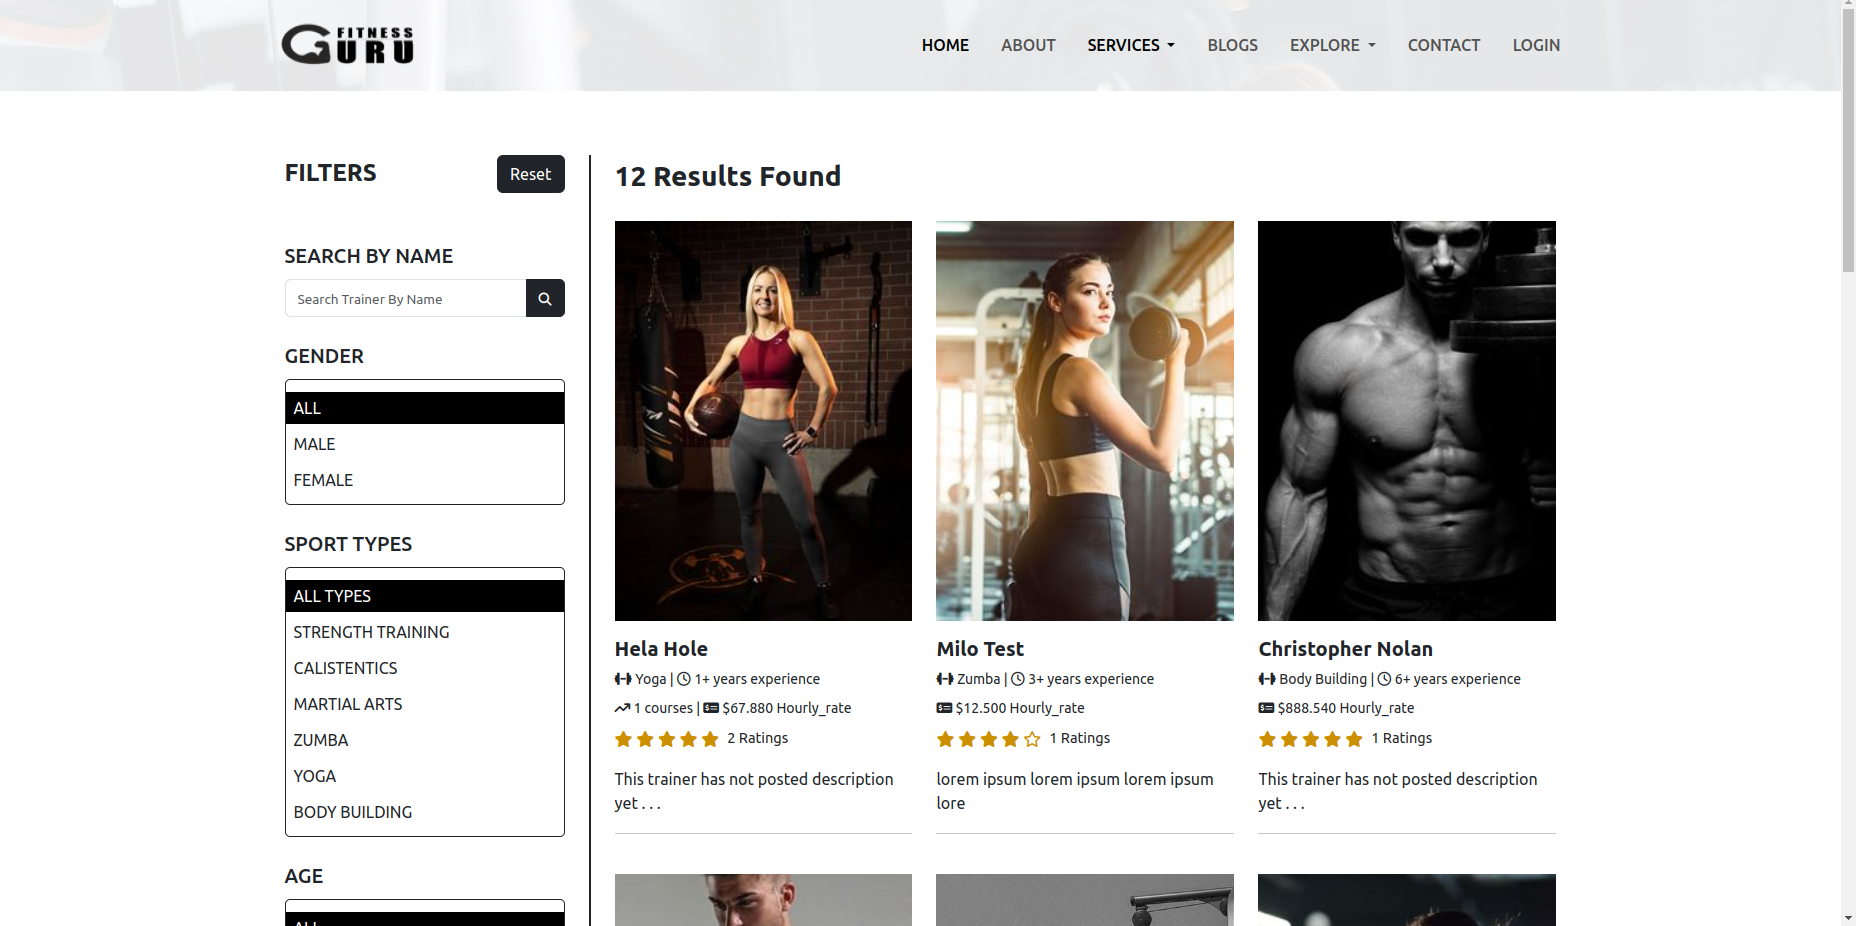 FITNESS
GURU
HOME ABOUT SERVICES BLOGS EXPLORE CONTACT LOGIN
FILTERS
Reset
SEARCH BY NAME
Search Trainer By Name
GENDER
ALL
MALE
FEMALE
SPORT TYPES
ALL TYPES
STRENGTH TRAINING
CALISTENTICS
MARTIAL ARTS
ZUMBA
YOGA
BODY BUILDING
AGE
ALL
12 Results Found
Hela Hole
Yoga | 1+ years experience
1 courses | $67.880 Hourly_rate
2 Ratings
This trainer has not posted description
yet . . .
Milo Test
Zumba | 3+ years experience
$12.500 Hourly_rate
1 Ratings
lorem ipsum lorem ipsum lorem ipsum
lore
Christopher Nolan
Body Building | 6+ years experience
$888.540 Hourly_rate
1 Ratings
This trainer has not posted description
yet . . .